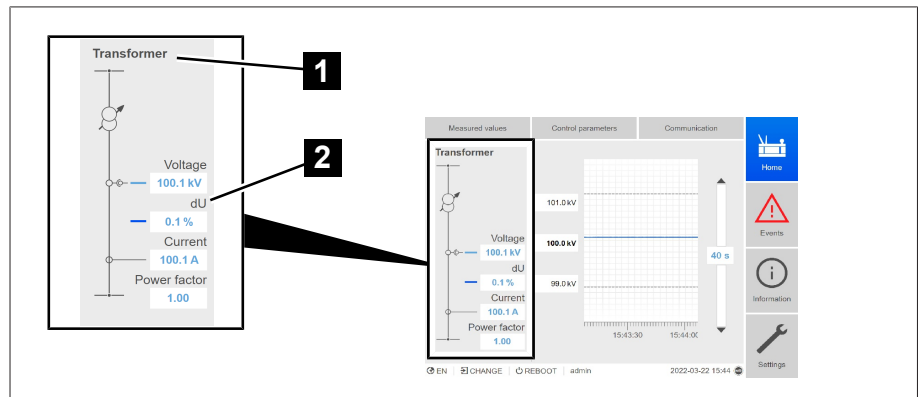 Transformer
1
Voltage
100.1 kV
2
dU
0.1 %
Current
100.1 A
Power factor
1.00
Measured values
Control parameters
Communication
Transformer
Voltage
100.1 kV
dU
0.1 %
Current
100.1 A
Power factor
1.00
101.0 kV
100.0 kV
99.0 kV
15:43:30
15:44:00
40 s
Home
Events
Information
Settings
EN
CHANGE
REBOOT
admin
2022-03-22 15:44